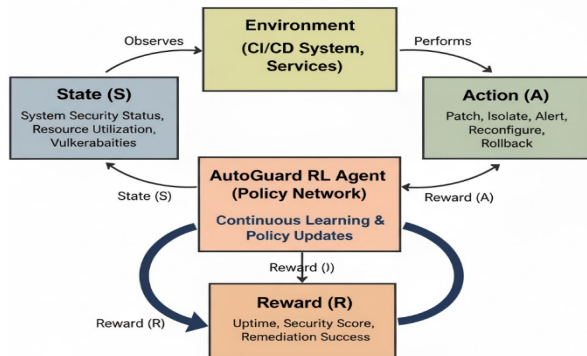 Environment
(CI/CD System,
Services)
Observes
Performs
State (S)
System Security Status,
Resource Utilization,
Vulkerabaities
Action (A)
Patch, Isolate, Alert,
Reconfigure,
Rollback
State (S)
AutoGuard RL Agent
(Policy Network)
Continuous Learning &
Policy Updates
Reward (A)
Reward ())
Reward (R)
Reward (R)
Uptime, Security Score,
Remediation Success